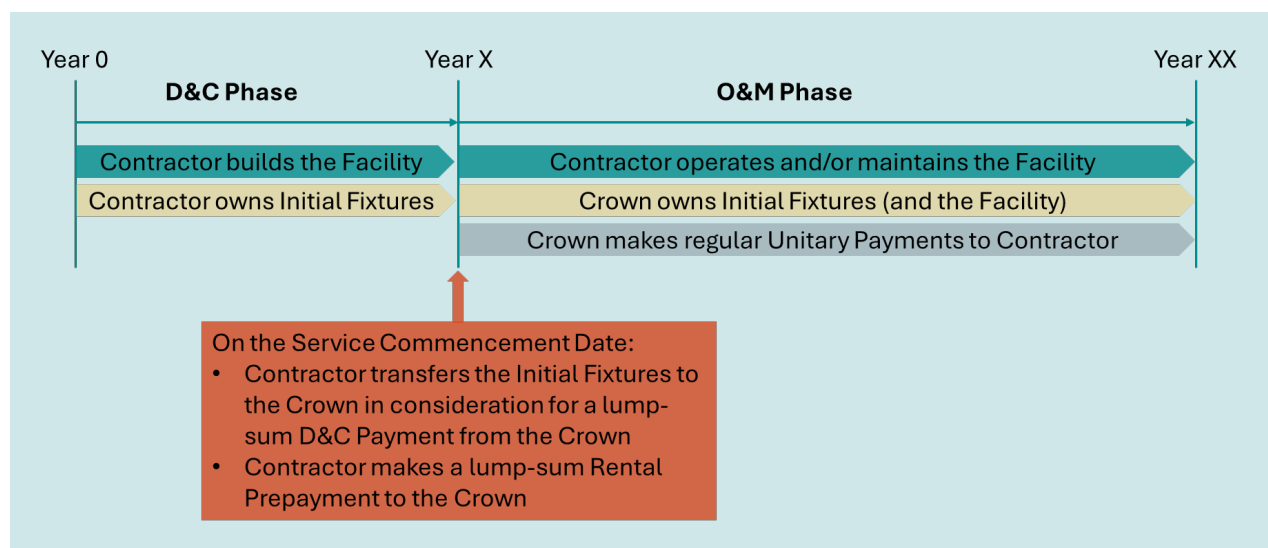 Year 0
Year X
Year XX
D&C Phase
O&M Phase
Contractor builds the Facility
Contractor operates and/or maintains the Facility
Contractor owns Initial Fixtures
Crown owns Initial Fixtures (and the Facility)
Crown makes regular Unitary Payments to Contractor
On the Service Commencement Date:
• Contractor transfers the Initial Fixtures to
the Crown in consideration for a lump-
sum D&C Payment from the Crown
• Contractor makes a lump-sum Rental
Prepayment to the Crown